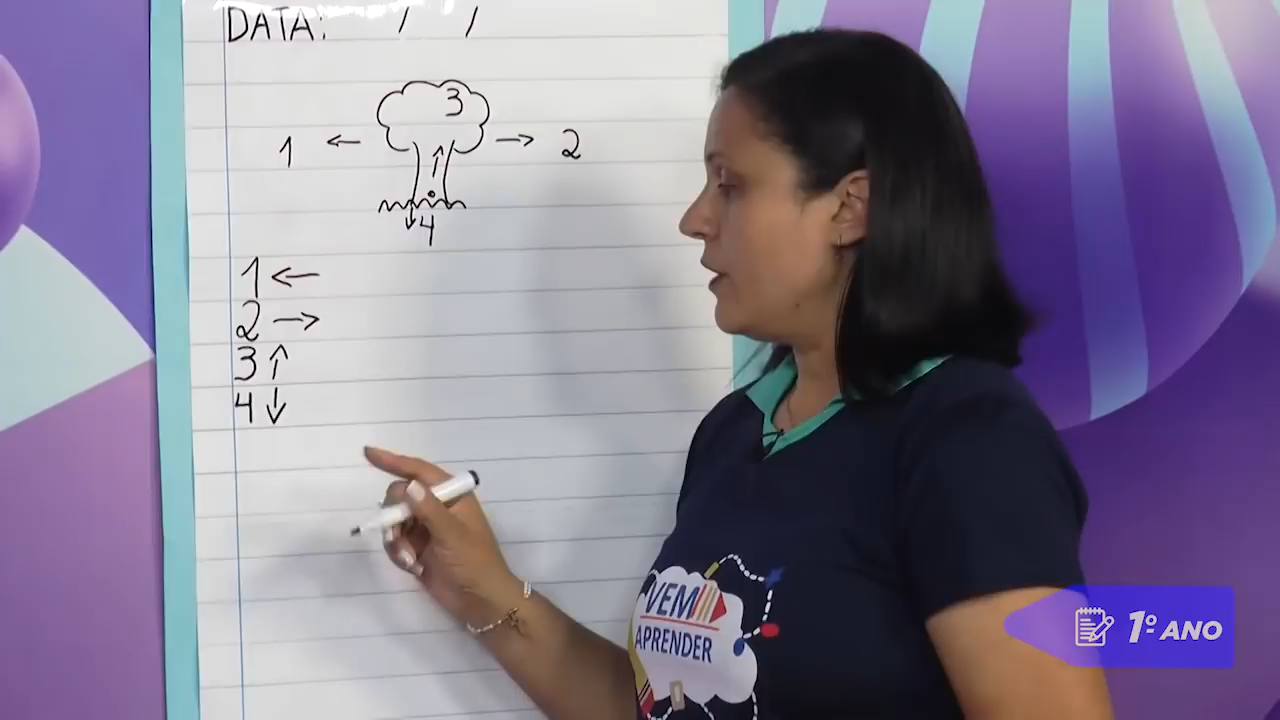 DATA: / /
3
1 ← → 2
4
1 ←
2 →
3 ↑
4 ↓
VEM
APRENDER
1º ANO